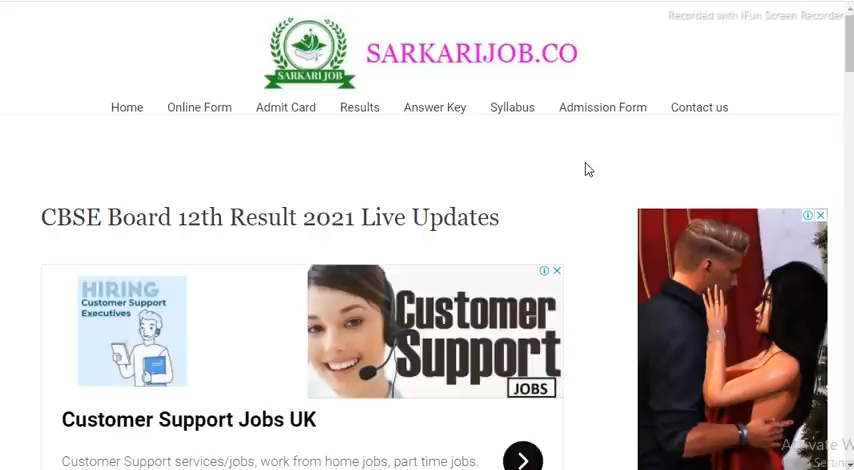 Recorded with iFun Screen Recorder
SARKARI JOB
SARKARIJOB.CO
Home Online Form Admit Card Results Answer Key Syllabus Admission Form Contact us
CBSE Board 12th Result 2021 Live Updates
HIRING
Customer Support
Executives
Customer
Support
JOBS
Customer Support Jobs UK
Customer Support services/jobs, work from home jobs, part time jobs.